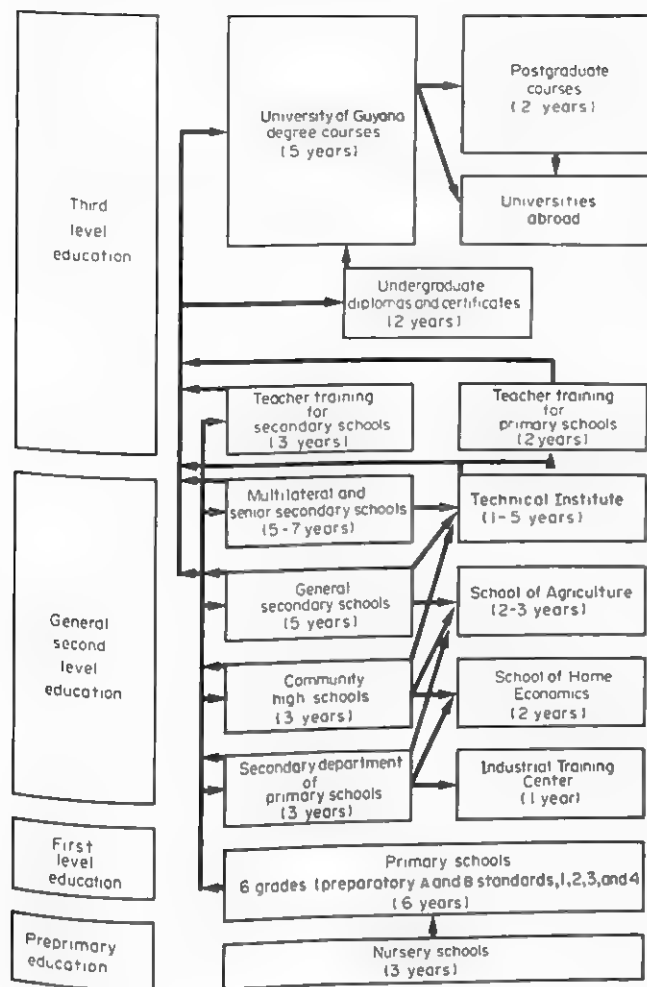 Third
level
education
General
second
level
education
First
level
education
Preprimary
education
University of Guyana
degree courses
(5 years)
Postgraduate
courses
(2 years)
Universities
abroad
Undergraduate
diplomas and certificates
(2 years)
Teacher training
for
secondary schools
(3 years)
Teacher training
for
primary schools
(2 years)
Multilateral and
senior secondary schools
(5-7 years)
Technical Institute
(1-5 years)
General
secondary schools
(5 years)
School of Agriculture
(2-3 years)
Community
high schools
(3 years)
School of Home
Economics
(2 years)
Secondary department
of
primary schools
(3 years)
Industrial Training
Center
(1 year)
Primary schools
6 grades (preparatory A and B standards,1,2,3,and 4
(6 years)
Nursery schools
(3 years)